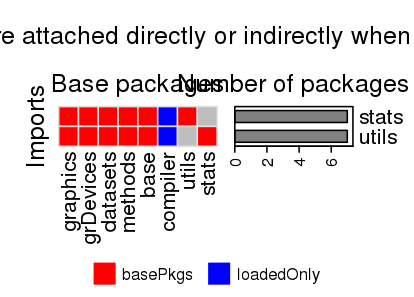 re attached directly or indirectly when
Base packages
Number of packages
Imports
stats
utils
0
2
4
6
graphics
grDevices
datasets
methods
base
compiler
utils
stats
basePkgs
loadedOnly